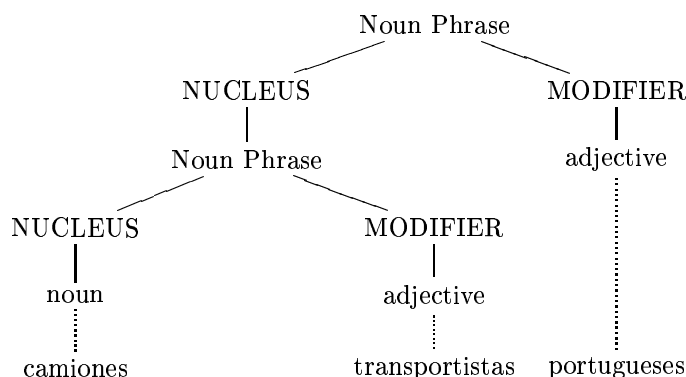 Noun Phrase
NUCLEUS MODIFIER
Noun Phrase adjective
NUCLEUS MODIFIER
noun adjective
camiones transportistas portugueses